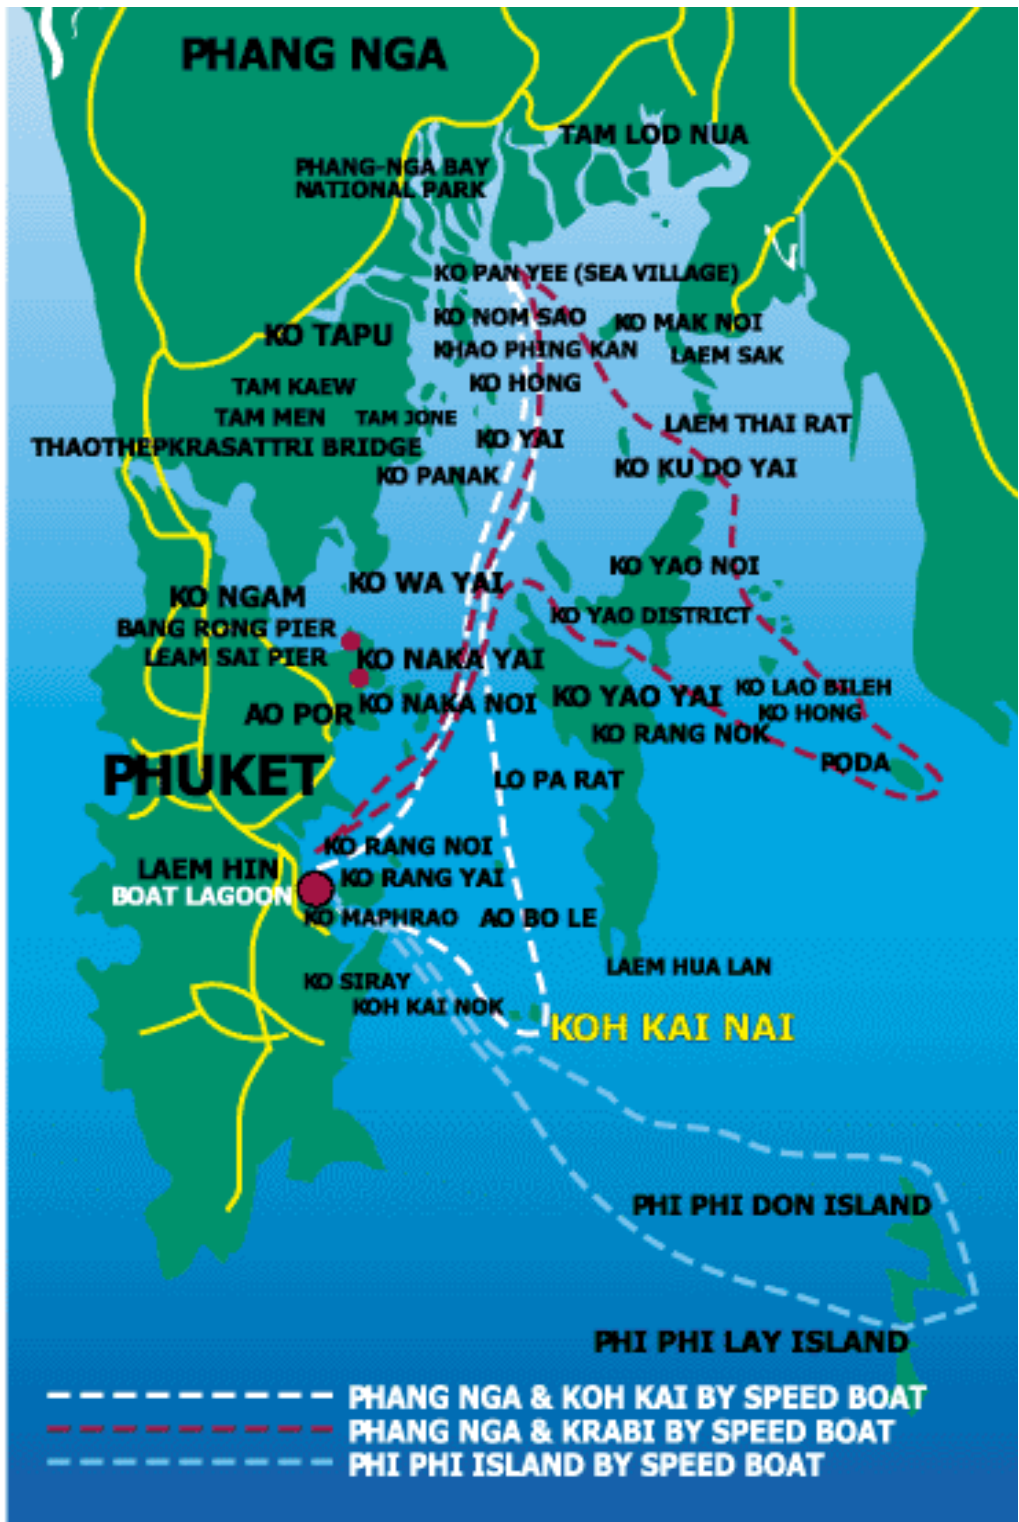 PHANG NGA
TAM LOD NUA
PHANG-NGA BAY
NATIONAL PARK
KO PAN YEE (SEA VILLAGE)
KO NOM SAO
KO MAK NOI
KO TAPU
KHAO PHING KAN
LAEM SAK
TAM KAEW
KO HONG
TAM MEN
TAM JONE
LAEM THAI RAT
THAOTHEPKRASATTRI BRIDGE
KO YAI
KO PANAK
KO KU DO YAI
KO WA YAI
KO YAO NOI
KO NGAM
KO YAO DISTRICT
BANG RONG PIER
LEAM SAI PIER
KO NAKA YAI
KO LAO BILEH
KO YAO YAI
KO NAKA NOI
AO POR
KO HONG
KO RANG NOK
PHUKET
PODA
LO PA RAT
KO RANG NOI
LAEM HIN
KO RANG YAI
BOAT LAGOON
KO MAPHRAO
AO BO LE
LAEM HUA LAN
KO SIRAY
KOH KAI NOK
KOH KAI NAI
PHI PHI DON ISLAND
PHI PHI LAY ISLAND
PHANG NGA & KOH KAI BY SPEED BOAT
PHANG NGA & KRABI BY SPEED BOAT
PHI PHI ISLAND BY SPEED BOAT